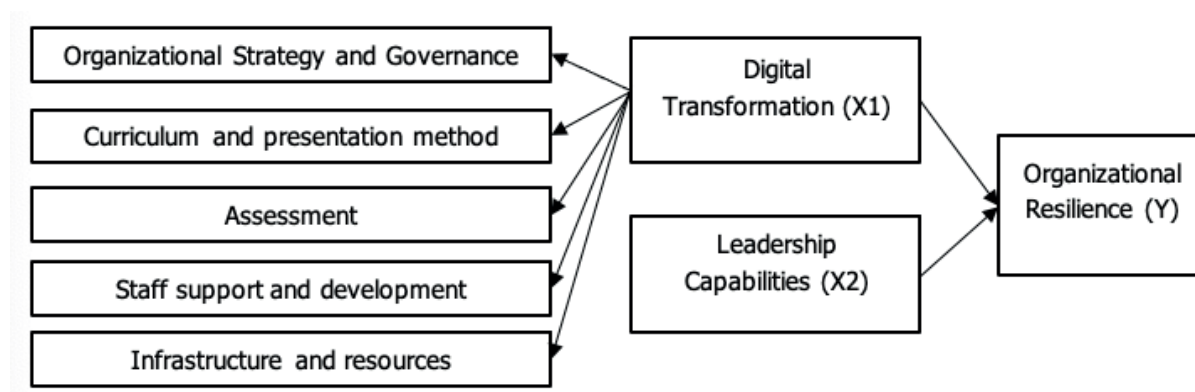 Organizational Strategy and Governance
Curriculum and presentation method
Assessment
Staff support and development
Infrastructure and resources
Digital
Transformation (X1)
Leadership
Capabilities (X2)
Organizational
Resilience (Y)